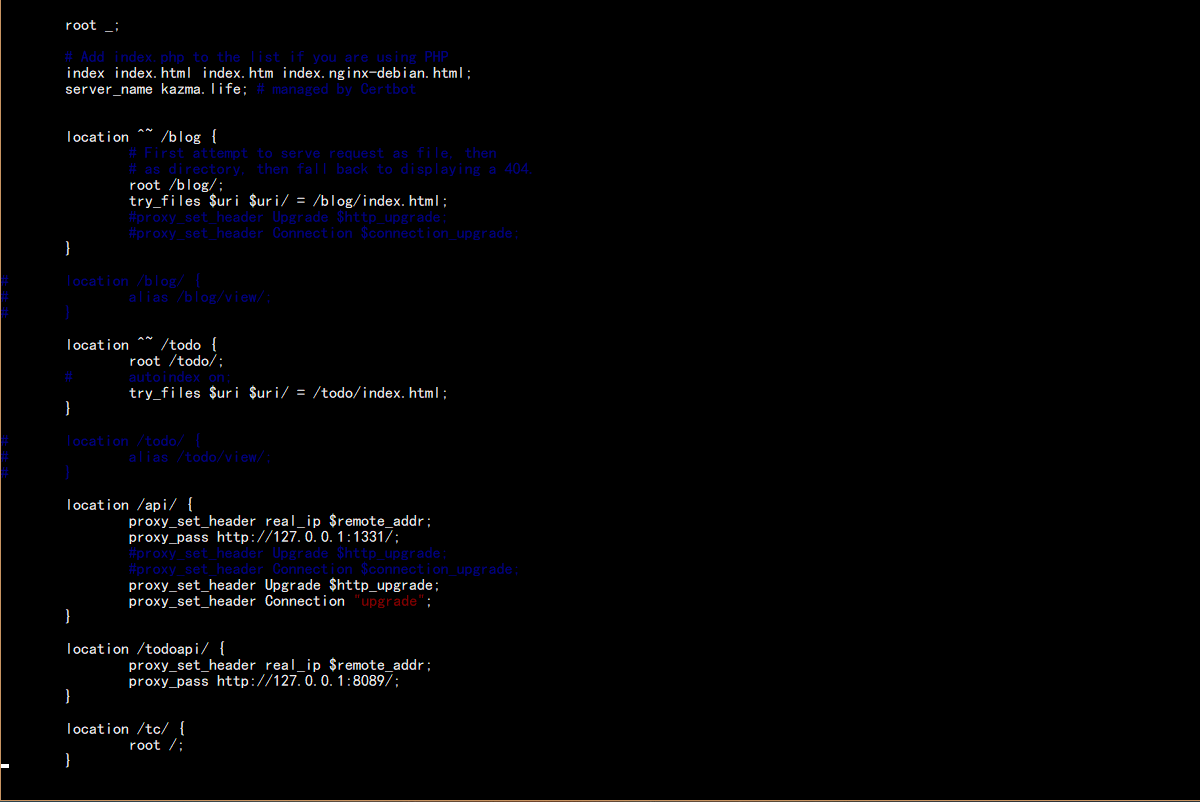 root _;
# Add index.php to the list if you are using PHP
index index.html index.htm index.nginx-debian.html;
server_name kazma.life; # managed by Certbot
location ^~ /blog {
# First attempt to serve request as file, then
# as directory, then fall back to displaying a 404.
root /blog/;
try_files $uri $uri/ = /blog/index.html;
#proxy_set_header Upgrade $http_upgrade;
#proxy_set_header Connection $connection_upgrade;
}
# location /blog/ {
# alias /blog/view/;
# }
location ^~ /todo {
root /todo/;
# autoindex on;
try_files $uri $uri/ = /todo/index.html;
}
# location /todo/ {
# alias /todo/view/;
# }
location /api/ {
proxy_set_header real_ip $remote_addr;
proxy_pass http://127.0.0.1:1331/;
#proxy_set_header Upgrade $http_upgrade;
#proxy_set_header Connection $connection_upgrade;
proxy_set_header Upgrade $http_upgrade;
proxy_set_header Connection "upgrade";
}
location /todoapi/ {
proxy_set_header real_ip $remote_addr;
proxy_pass http://127.0.0.1:8089/;
}
location /tc/ {
root /;
}